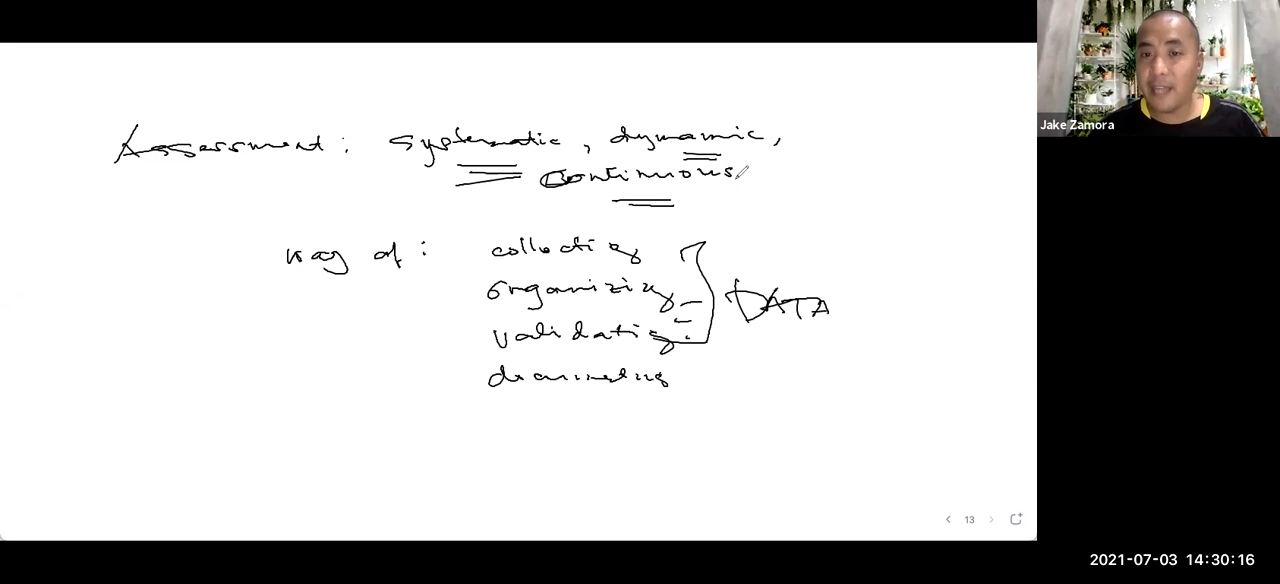 Assessment : systematic , dynamic ,
continuous
way of : collecting
organizing
validating
DATA
Jake Zamora
13
2021-07-03 14:30:16